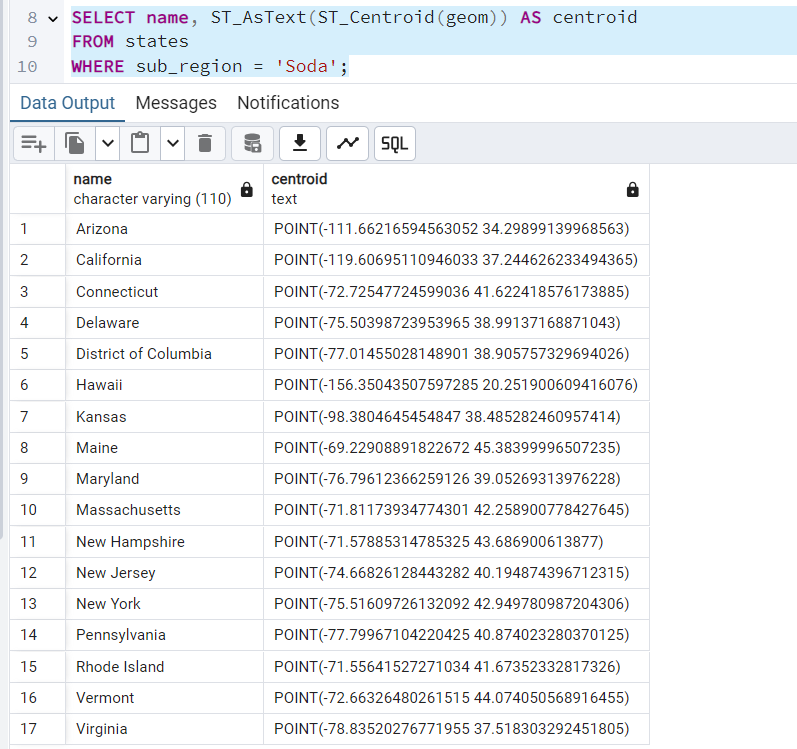 8 SELECT name, ST_AsText(ST_Centroid(geom)) AS centroid
9 FROM states
10 WHERE sub_region = 'Soda';
Data Output Messages Notifications
SQL
name centroid
character varying (110) text
1 Arizona POINT(-111.66216594563052 34.29899139968563)
2 California POINT(-119.60695110946033 37.244626233494365)
3 Connecticut POINT(-72.72547724599036 41.622418576173885)
4 Delaware POINT(-75.50398723953965 38.99137168871043)
5 District of Columbia POINT(-77.01455028148901 38.905757329694026)
6 Hawaii POINT(-156.35043507597285 20.251900609416076)
7 Kansas POINT(-98.3804645454847 38.485282460957414)
8 Maine POINT(-69.22908891822672 45.38399996507235)
9 Maryland POINT(-76.79612366259126 39.05269313976228)
10 Massachusetts POINT(-71.81173934774301 42.258900778427645)
11 New Hampshire POINT(-71.57885314785325 43.686900613877)
12 New Jersey POINT(-74.66826128443282 40.194874396712315)
13 New York POINT(-75.51609726132092 42.949780987204306)
14 Pennsylvania POINT(-77.79967104220425 40.874023280370125)
15 Rhode Island POINT(-71.55641527271034 41.67352332817326)
16 Vermont POINT(-72.66326480261515 44.074050568916455)
17 Virginia POINT(-78.83520276771955 37.518303292451805)